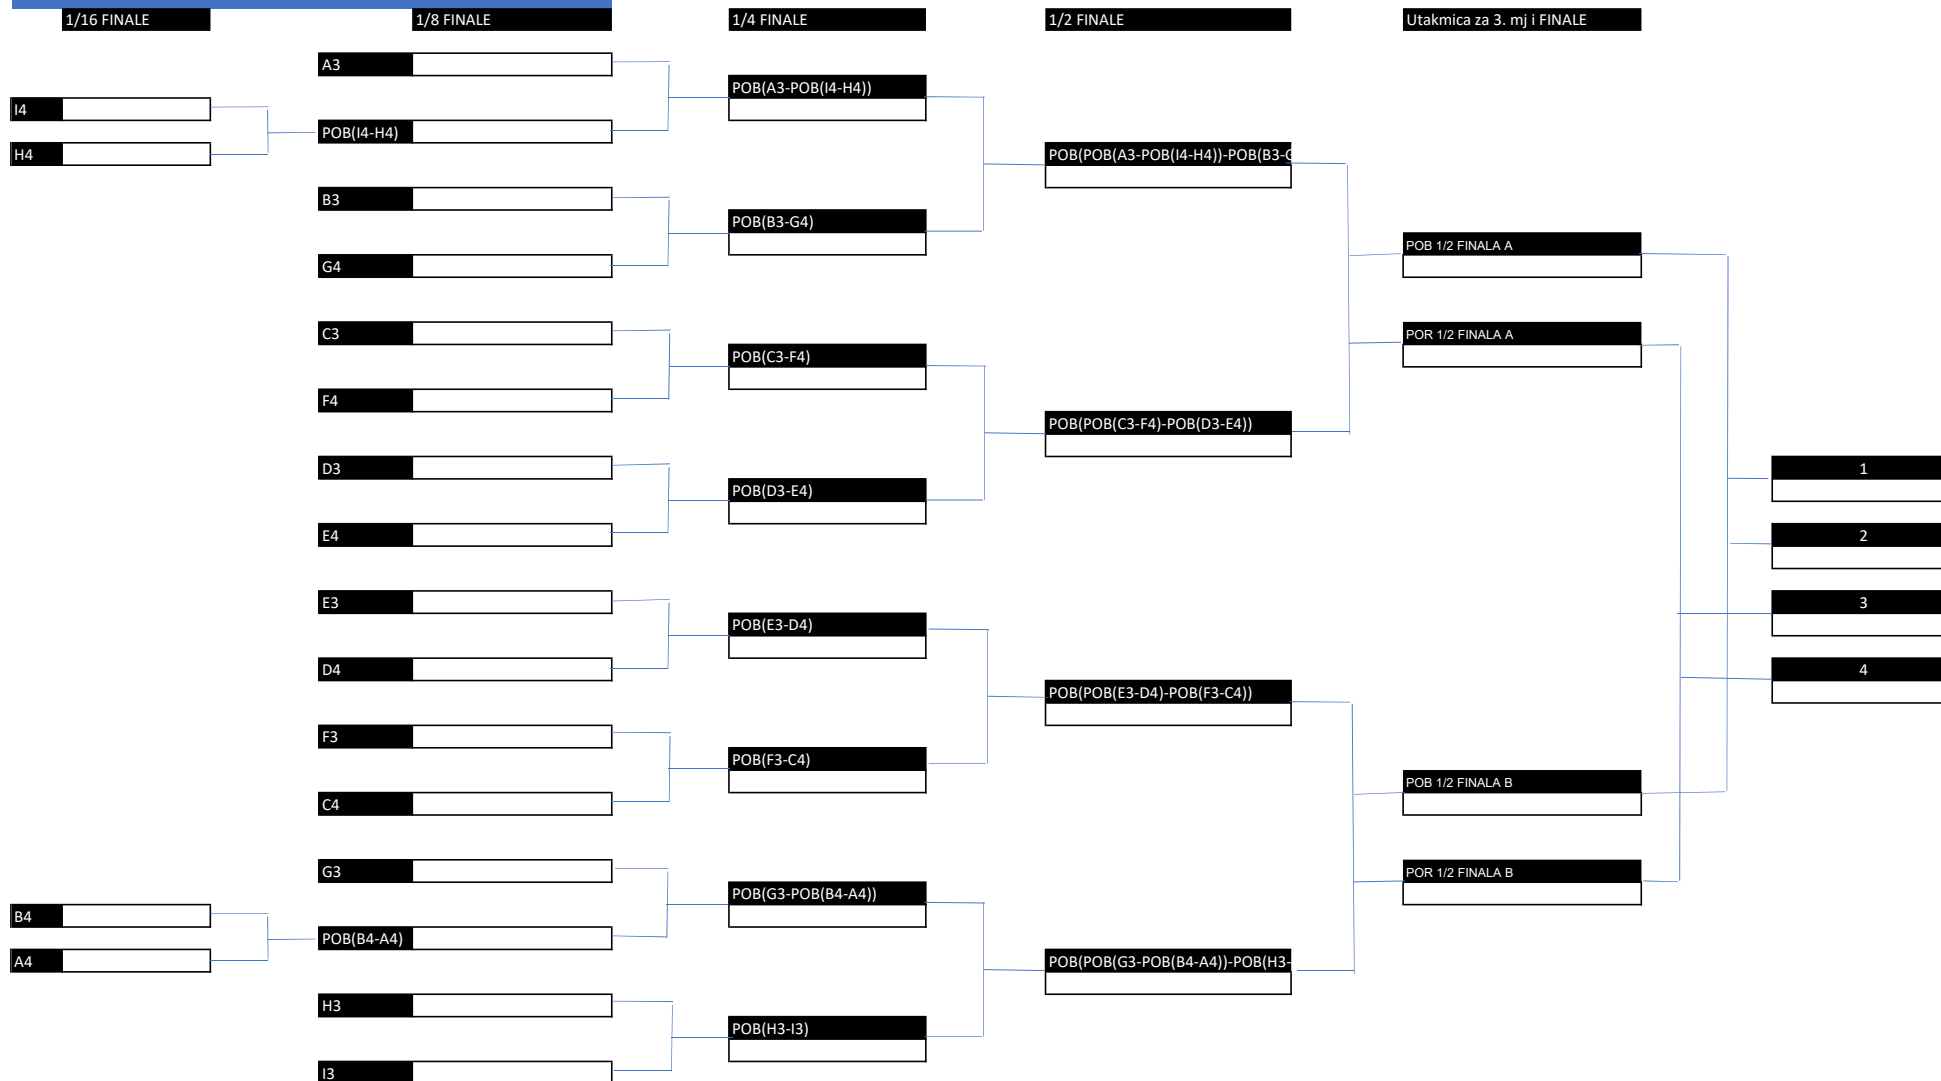 1/16 FINALE
1/8 FINALE
1/4 FINALE
1/2 FINALE
Utakmica za 3. mj i FINALE
I4
H4
B4
A4
A3
POB(I4-H4)
B3
G4
C3
F4
D3
E4
E3
D4
F3
C4
G3
POB(B4-A4)
H3
I3
POB(A3-POB(I4-H4))
POB(B3-G4)
POB(C3-F4)
POB(D3-E4)
POB(E3-D4)
POB(F3-C4)
POB(G3-POB(B4-A4))
POB(H3-I3)
POB(POB(A3-POB(I4-H4))-POB(B3-
POB(POB(C3-F4)-POB(D3-E4))
POB(POB(E3-D4)-POB(F3-C4))
POB(POB(G3-POB(B4-A4))-POB(H3-
POB 1/2 FINALA A
POR 1/2 FINALA A
POB 1/2 FINALA B
POR 1/2 FINALA B
1
2
3
4